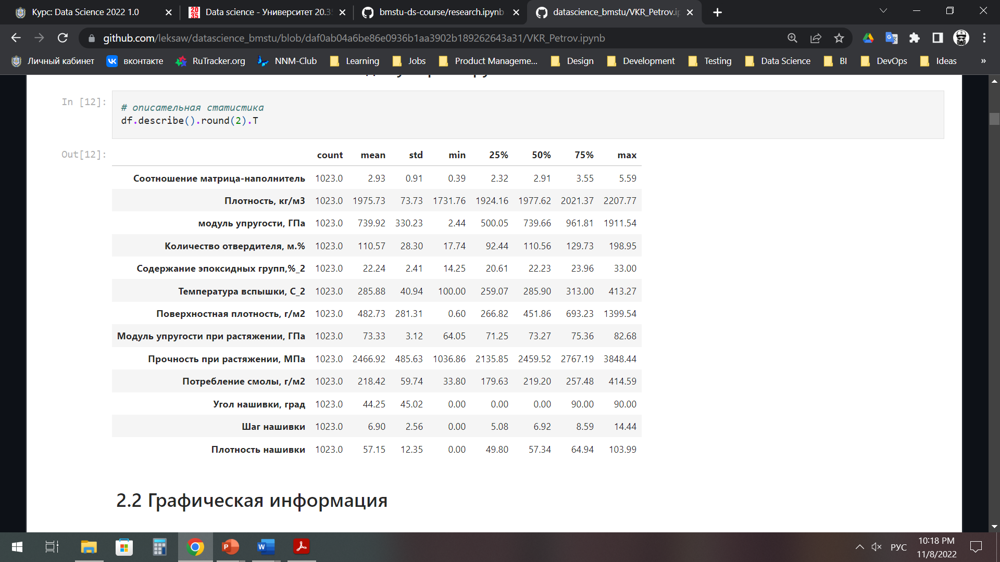 Курс: Data Science 2022 1.0
20 35
Data science - Университет 20.35
bmstu-ds-course/research.ipynb
datascience_bmstu/VKR_Petrov.ip
github.com/leksaw/datascience_bmstu/blob/daf0ab04a6be86e0936b1aa3902b189262643a31/VKR_Petrov.ipynb
Личный кабинет вконтакте RuTracker.org NNM-Club Learning Jobs Product Manageme... Design Development Testing Data Science BI DevOps Ideas »
In [12]:
# описательная статистика
df.describe().round(2).T
Out[12]:
count mean std min 25% 50% 75% max
Соотношение матрица-наполнитель 1023.0 2.93 0.91 0.39 2.32 2.91 3.55 5.59
Плотность, кг/м3 1023.0 1975.73 73.73 1731.76 1924.16 1977.62 2021.37 2207.77
модуль упругости, ГПа 1023.0 739.92 330.23 2.44 500.05 739.66 961.81 1911.54
Количество отвердителя, м.% 1023.0 110.57 28.30 17.74 92.44 110.56 129.73 198.95
Содержание эпоксидных групп,%_2 1023.0 22.24 2.41 14.25 20.61 22.23 23.96 33.00
Температура вспышки, С_2 1023.0 285.88 40.94 100.00 259.07 285.90 313.00 413.27
Поверхностная плотность, г/м2 1023.0 482.73 281.31 0.60 266.82 451.86 693.23 1399.54
Модуль упругости при растяжении, ГПа 1023.0 73.33 3.12 64.05 71.25 73.27 75.36 82.68
Прочность при растяжении, МПа 1023.0 2466.92 485.63 1036.86 2135.85 2459.52 2767.19 3848.44
Потребление смолы, г/м2 1023.0 218.42 59.74 33.80 179.63 219.20 257.48 414.59
Угол нашивки, град 1023.0 44.25 45.02 0.00 0.00 0.00 90.00 90.00
Шаг нашивки 1023.0 6.90 2.56 0.00 5.08 6.92 8.59 14.44
Плотность нашивки 1023.0 57.15 12.35 0.00 49.80 57.34 64.94 103.99
2.2 Графическая информация
РУС
10:18 PM
11/8/2022